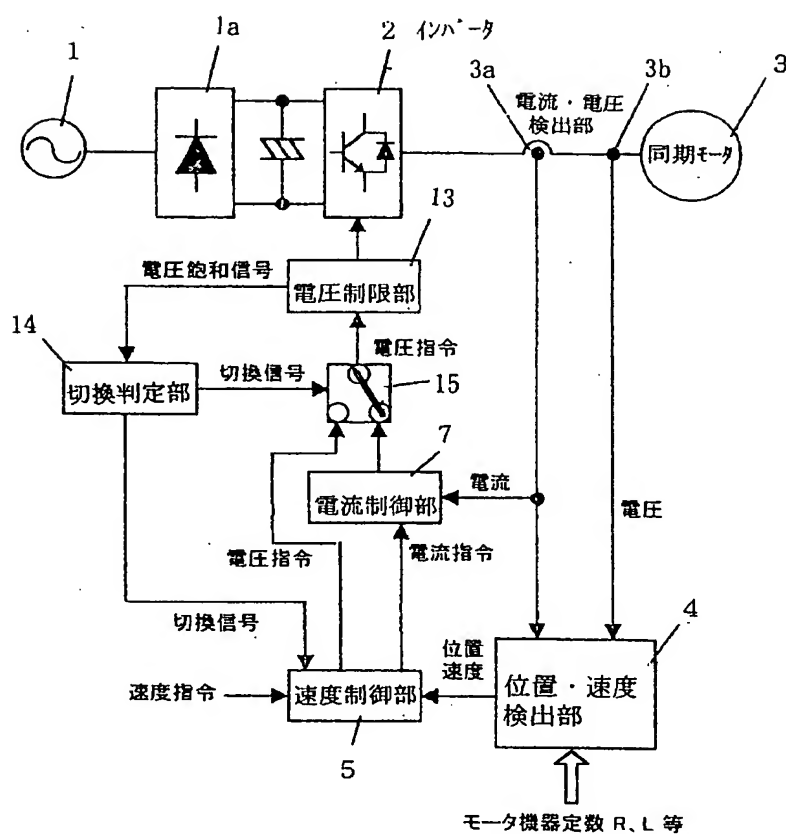 1
1a
2 インバータ
3a
3b
3
電流・電圧
検出部
同期モータ
13
電圧飽和信号
電圧制限部
14
電圧指令
切換判定部
切換信号
15
7
電流制御部
電流
電圧
電圧指令
電流指令
切換信号
位置
速度
4
速度指令
速度制御部
位置・速度
検出部
5
モータ機器定数 R、L 等